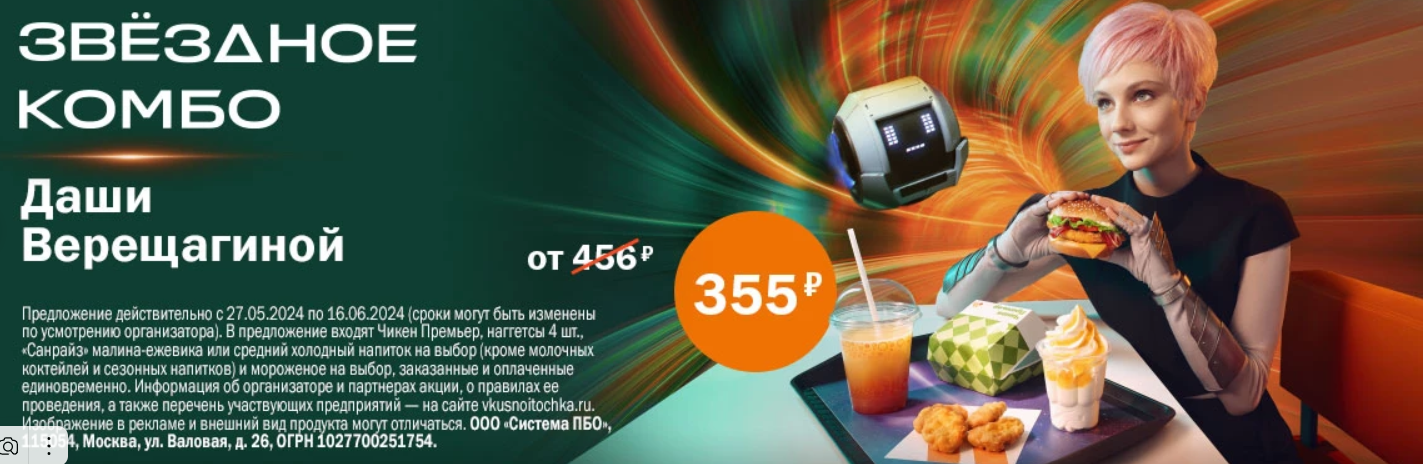 ЗВЁЗДНОЕ
КОМБО
Даши
Верещагиной
от 456 ₽
355 ₽
Предложение действительно с 27.05.2024 по 16.06.2024 (сроки могут быть изменены
по усмотрению организатора). В предложение входят Чикен Премьер, наггетсы 4 шт.,
«Санрайз» малина-ежевика или средний холодный напиток на выбор (кроме молочных
коктейлей и сезонных напитков) и мороженое на выбор, заказанные и оплаченные
единовременно. Информация об организаторе и партнерах акции, о правилах ее
проведения, а также перечень участвующих предприятий — на сайте vkusnoitochka.ru.
Изображение в рекламе и внешний вид продукта могут отличаться. ООО «Система ПБО»,
115054, Москва, ул. Валовая, д. 26, ОГРН 1027700251754.